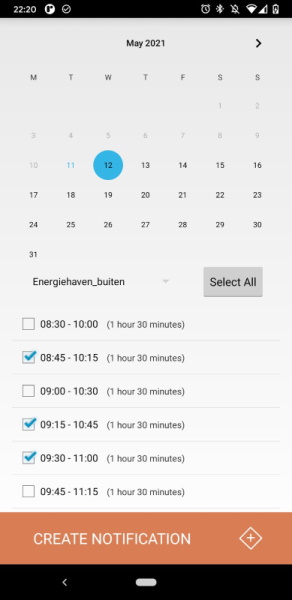 22:20
May 2021
M T W T F S S
1 2
3 4 5 6 7 8 9
10 11 12 13 14 15 16
17 18 19 20 21 22 23
24 25 26 27 28 29 30
31
Energiehaven_buiten Select All
08:30 - 10:00 (1 hour 30 minutes)
08:45 - 10:15 (1 hour 30 minutes)
09:00 - 10:30 (1 hour 30 minutes)
09:15 - 10:45 (1 hour 30 minutes)
09:30 - 11:00 (1 hour 30 minutes)
09:45 - 11:15 (1 hour 30 minutes)
CREATE NOTIFICATION